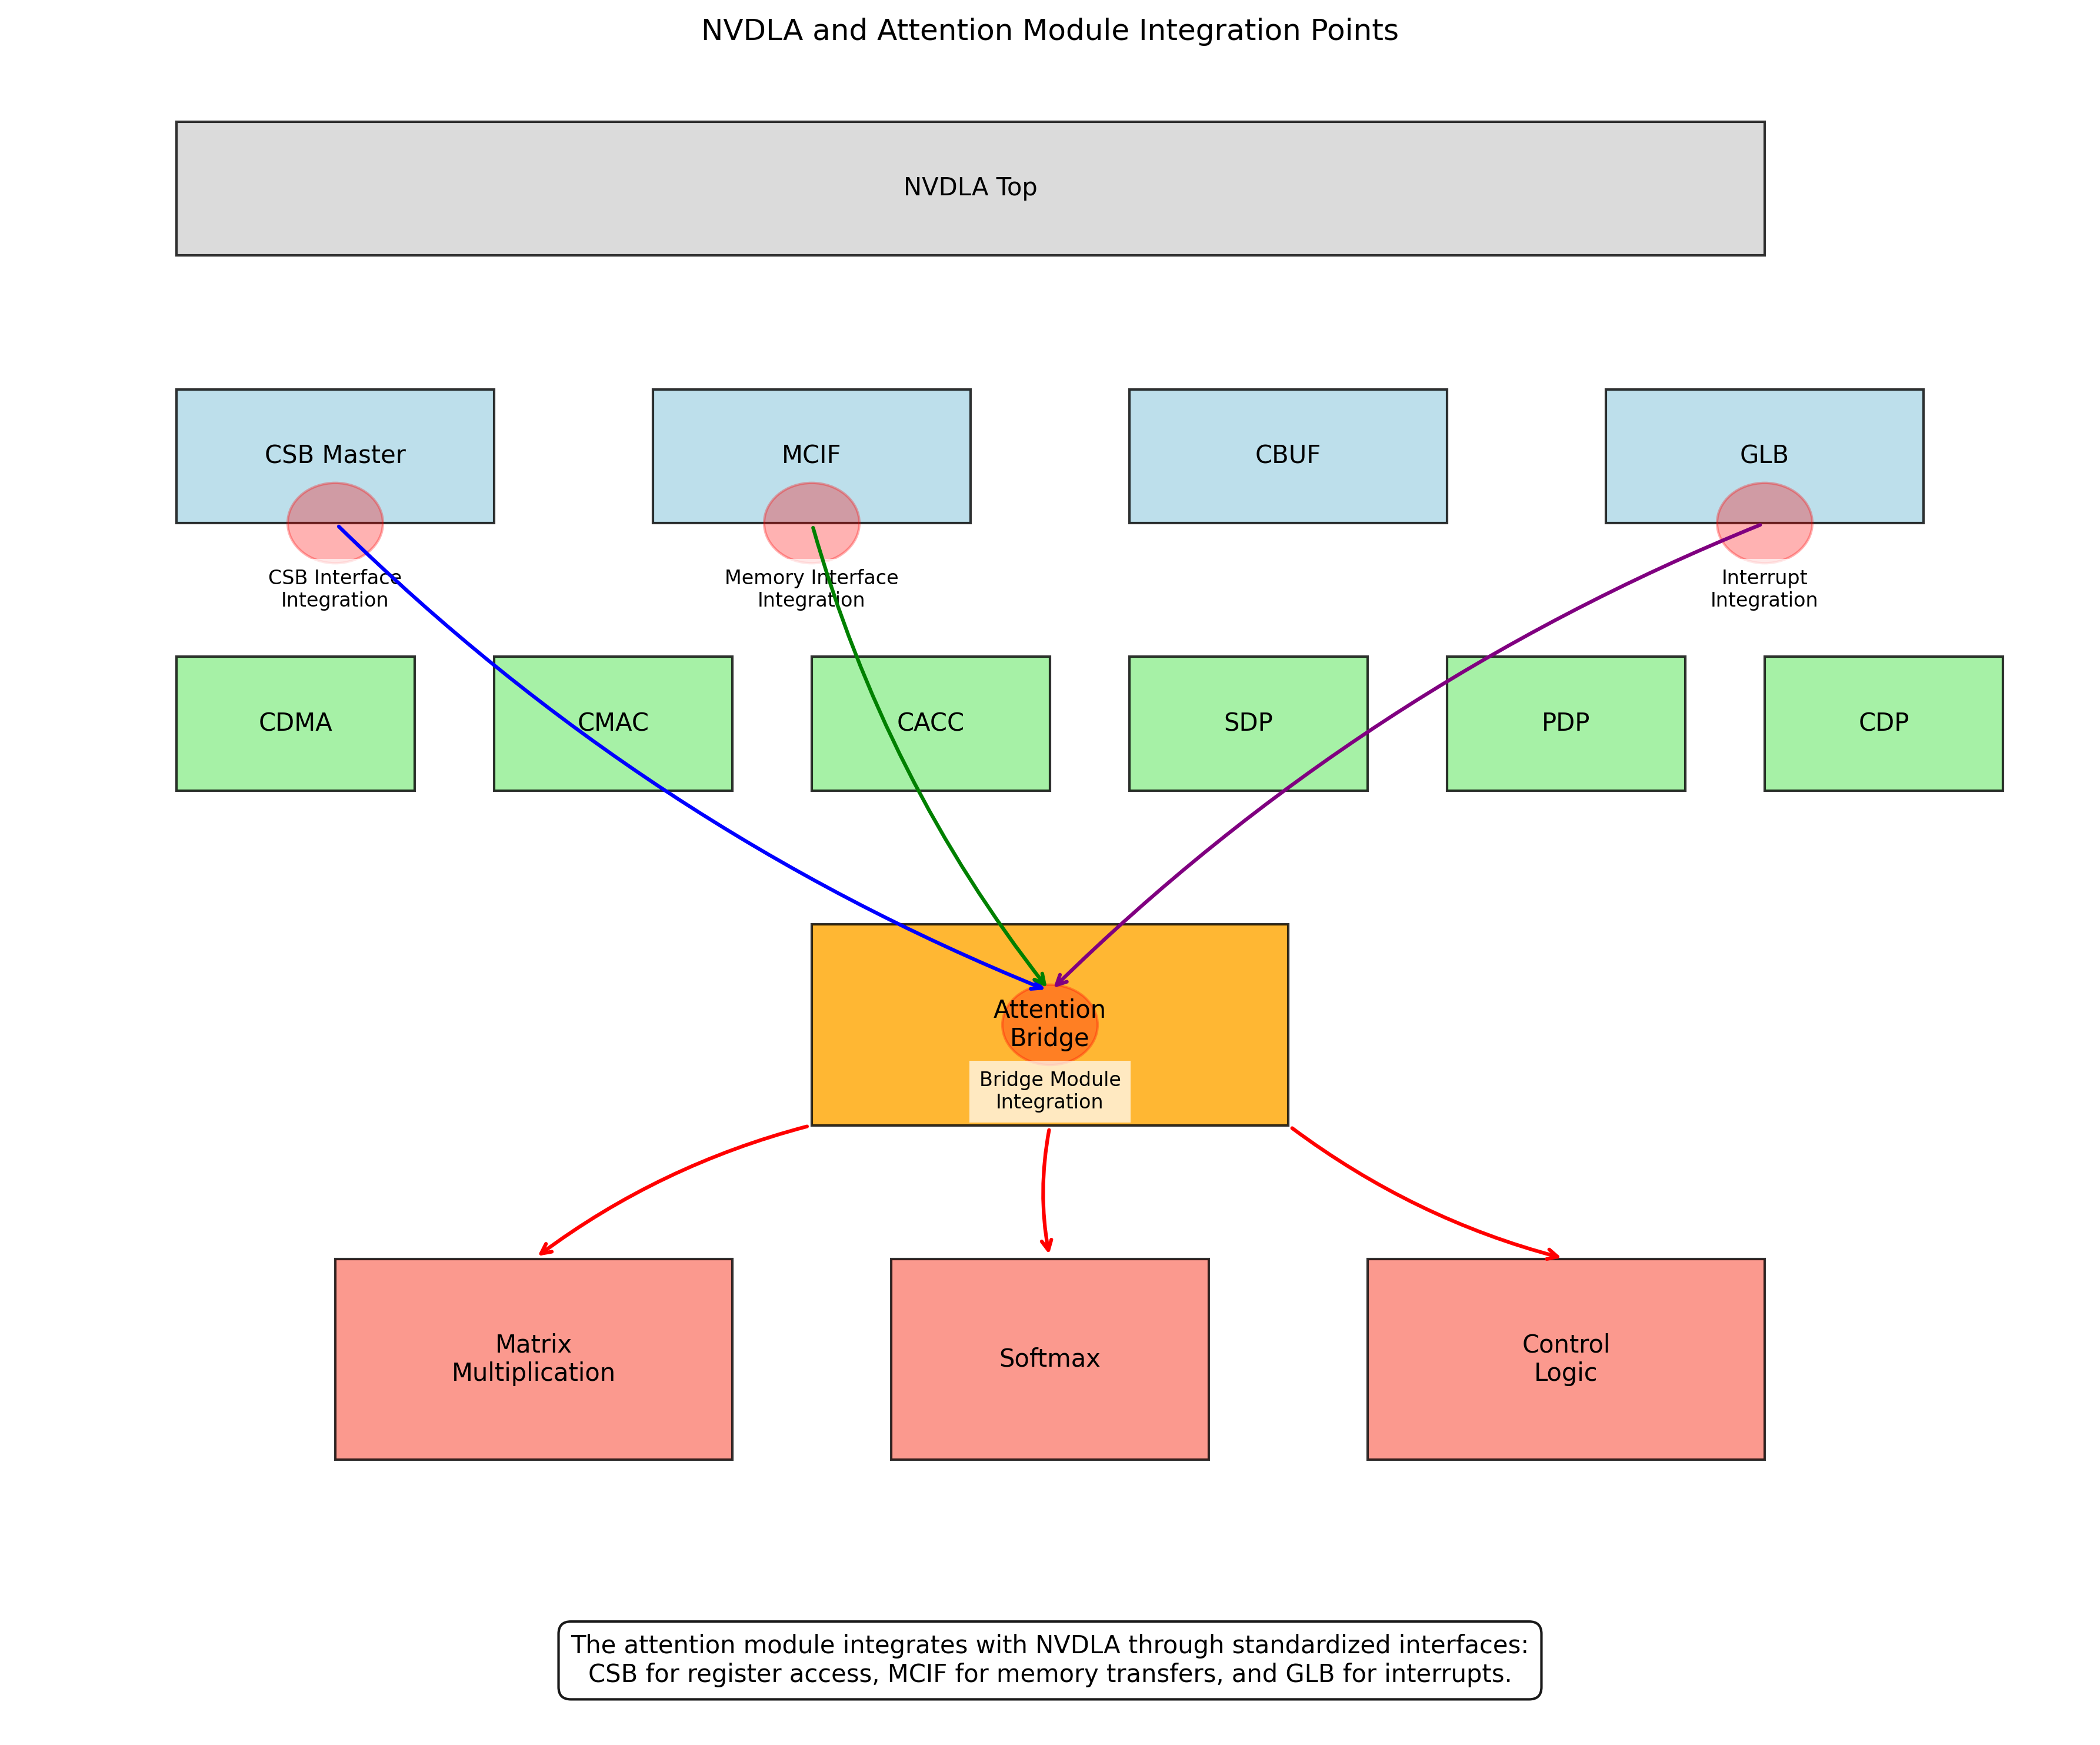 NVDLA and Attention Module Integration Points
NVDLA Top
CSB Master
MCIF
CBUF
GLB
CSB Interface
Integration
Memory Interface
Integration
Interrupt
Integration
CDMA
CMAC
CACC
SDP
PDP
CDP
Attention
Bridge
Bridge Module
Integration
Matrix
Multiplication
Softmax
Control
Logic
The attention module integrates with NVDLA through standardized interfaces:
CSB for register access, MCIF for memory transfers, and GLB for interrupts.